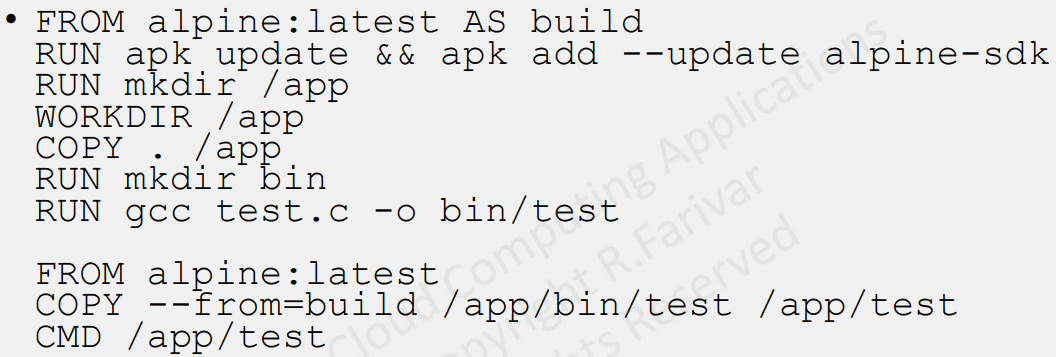 • FROM alpine:latest AS build
RUN apk update && apk add --update alpine-sdk
RUN mkdir /app
WORKDIR /app
COPY . /app
RUN mkdir bin
RUN gcc test.c -o bin/test
FROM alpine:latest
COPY --from=build /app/bin/test /app/test
CMD /app/test
Cloud Computing Applications
Copyright R.Farivar
Rights Reserved